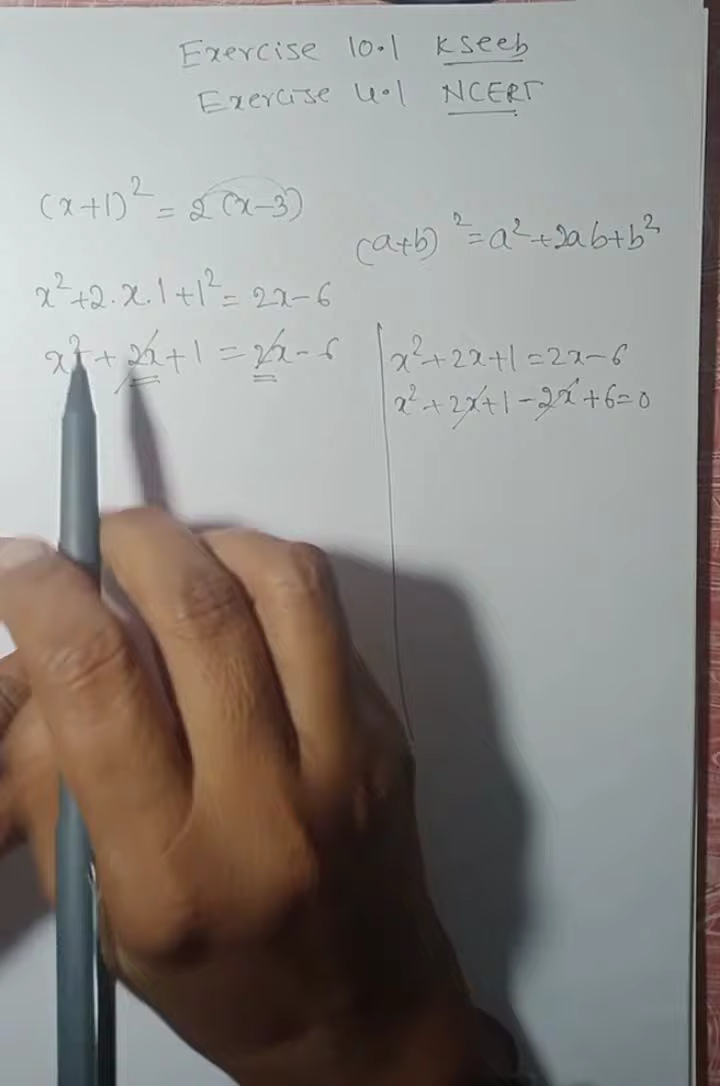 Exercise 10.1 kseeb
Exercise 4.1 NCERT
(x+1)² = 2(x-3)
(a+b)² = a²+2ab+b²
x²+2.x.1+1² = 2x-6
x² + 2x+1 = 2x-6
x²+2x+1=2x-6
x²+2x+1-2x+6=0